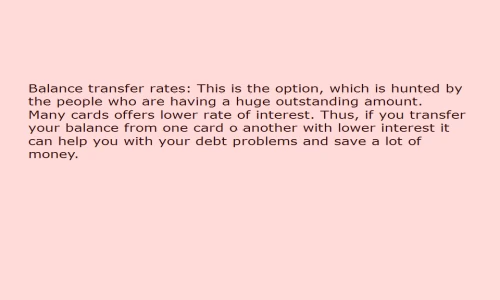 Balance transfer rates: This is the option, which is hunted by
the people who are having a huge outstanding amount.
Many cards offers lower rate of interest. Thus, if you transfer
your balance from one card o another with lower interest it
can help you with your debt problems and save a lot of
money.